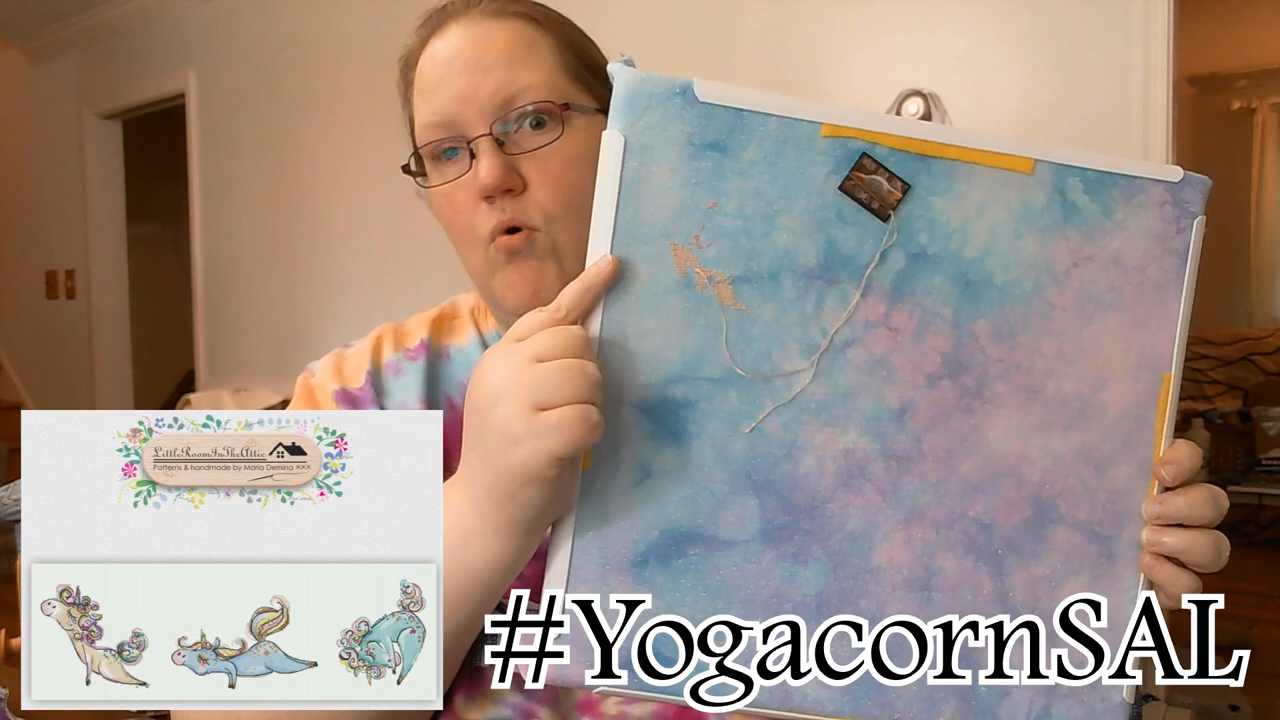 LittleRoomInTheAttic
Patterns & handmade by Maria Demina xxx
#YogacornSAL